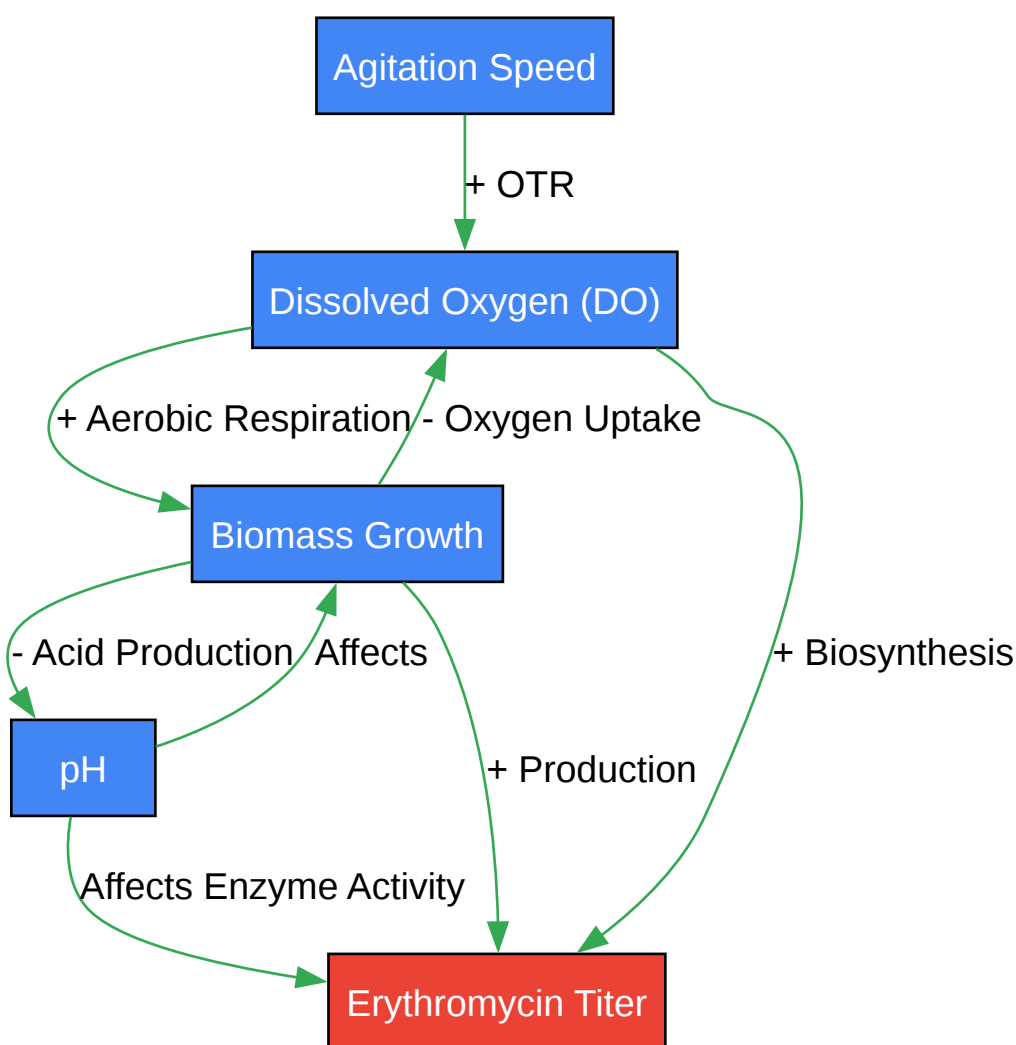 Agitation Speed
+ OTR
Dissolved Oxygen (DO)
+ Aerobic Respiration
- Oxygen Uptake
Biomass Growth
- Acid Production
Affects
+ Biosynthesis
pH
+ Production
Affects Enzyme Activity
Erythromycin Titer